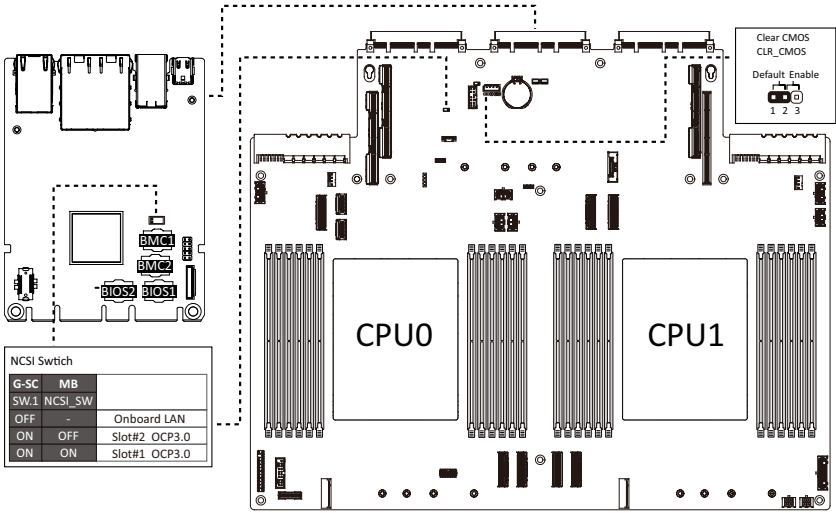 Clear CMOS
CLR_CMOS
Default Enable
1 2 3
BMC1
BMC2
BIOS2 BIOS1
CPU0
CPU1
NCSI Swtich
G-SC MB
SW.1 NCSI_SW
OFF - Onboard LAN
ON OFF Slot#2 OCP3.0
ON ON Slot#1 OCP3.0